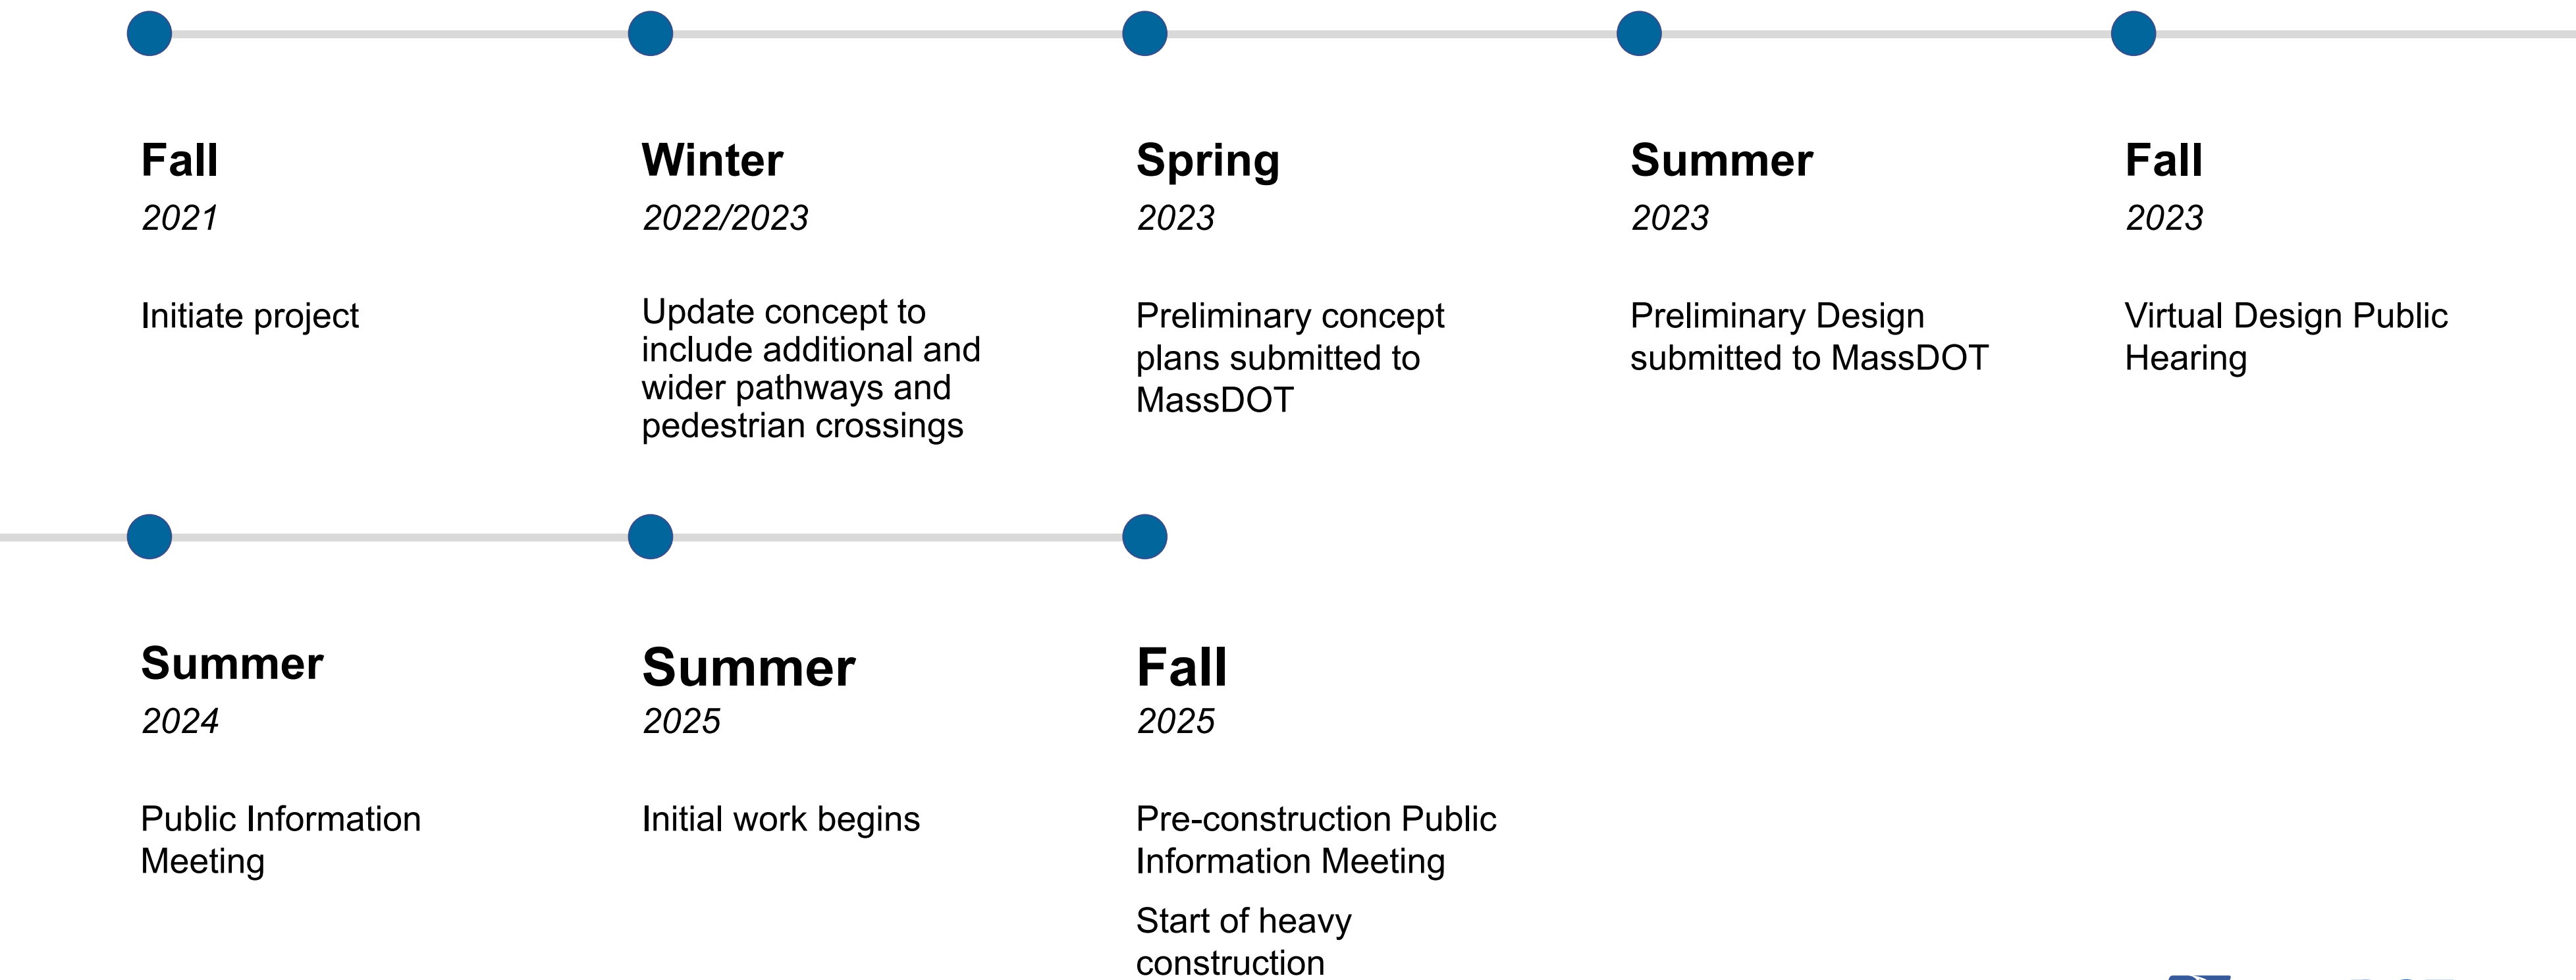 Fall
2021
Initiate project
Winter
2022/2023
Update concept to
include additional and
wider pathways and
pedestrian crossings
Spring
2023
Preliminary concept
plans submitted to
MassDOT
Summer
2023
Preliminary Design
submitted to MassDOT
Fall
2023
Virtual Design Public
Hearing
Summer
2024
Public Information
Meeting
Summer
2025
Initial work begins
Fall
2025
Pre-construction Public
Information Meeting
Start of heavy
construction